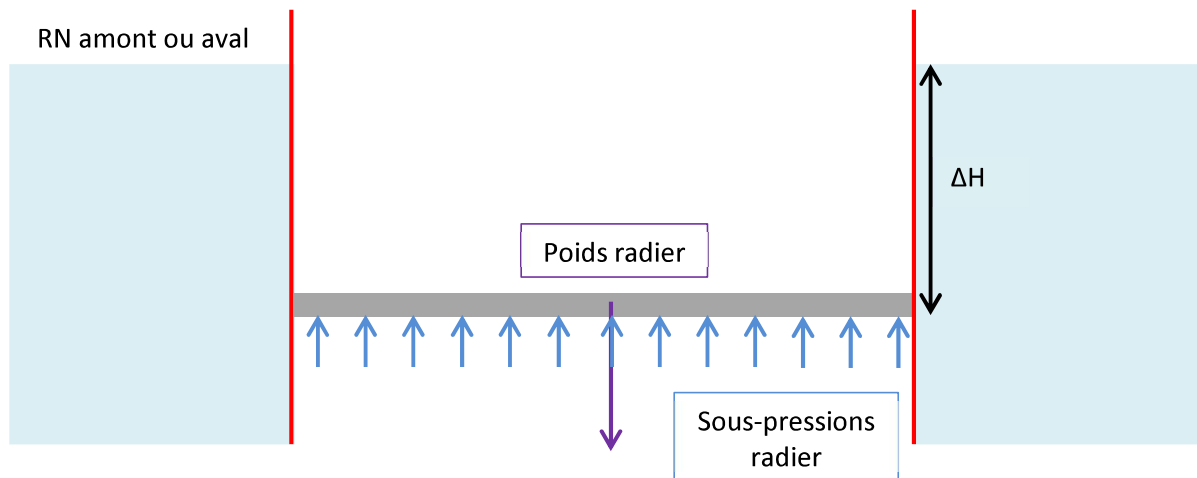 RN amont ou aval
ΔH
Poids radier
Sous-pressions
radier